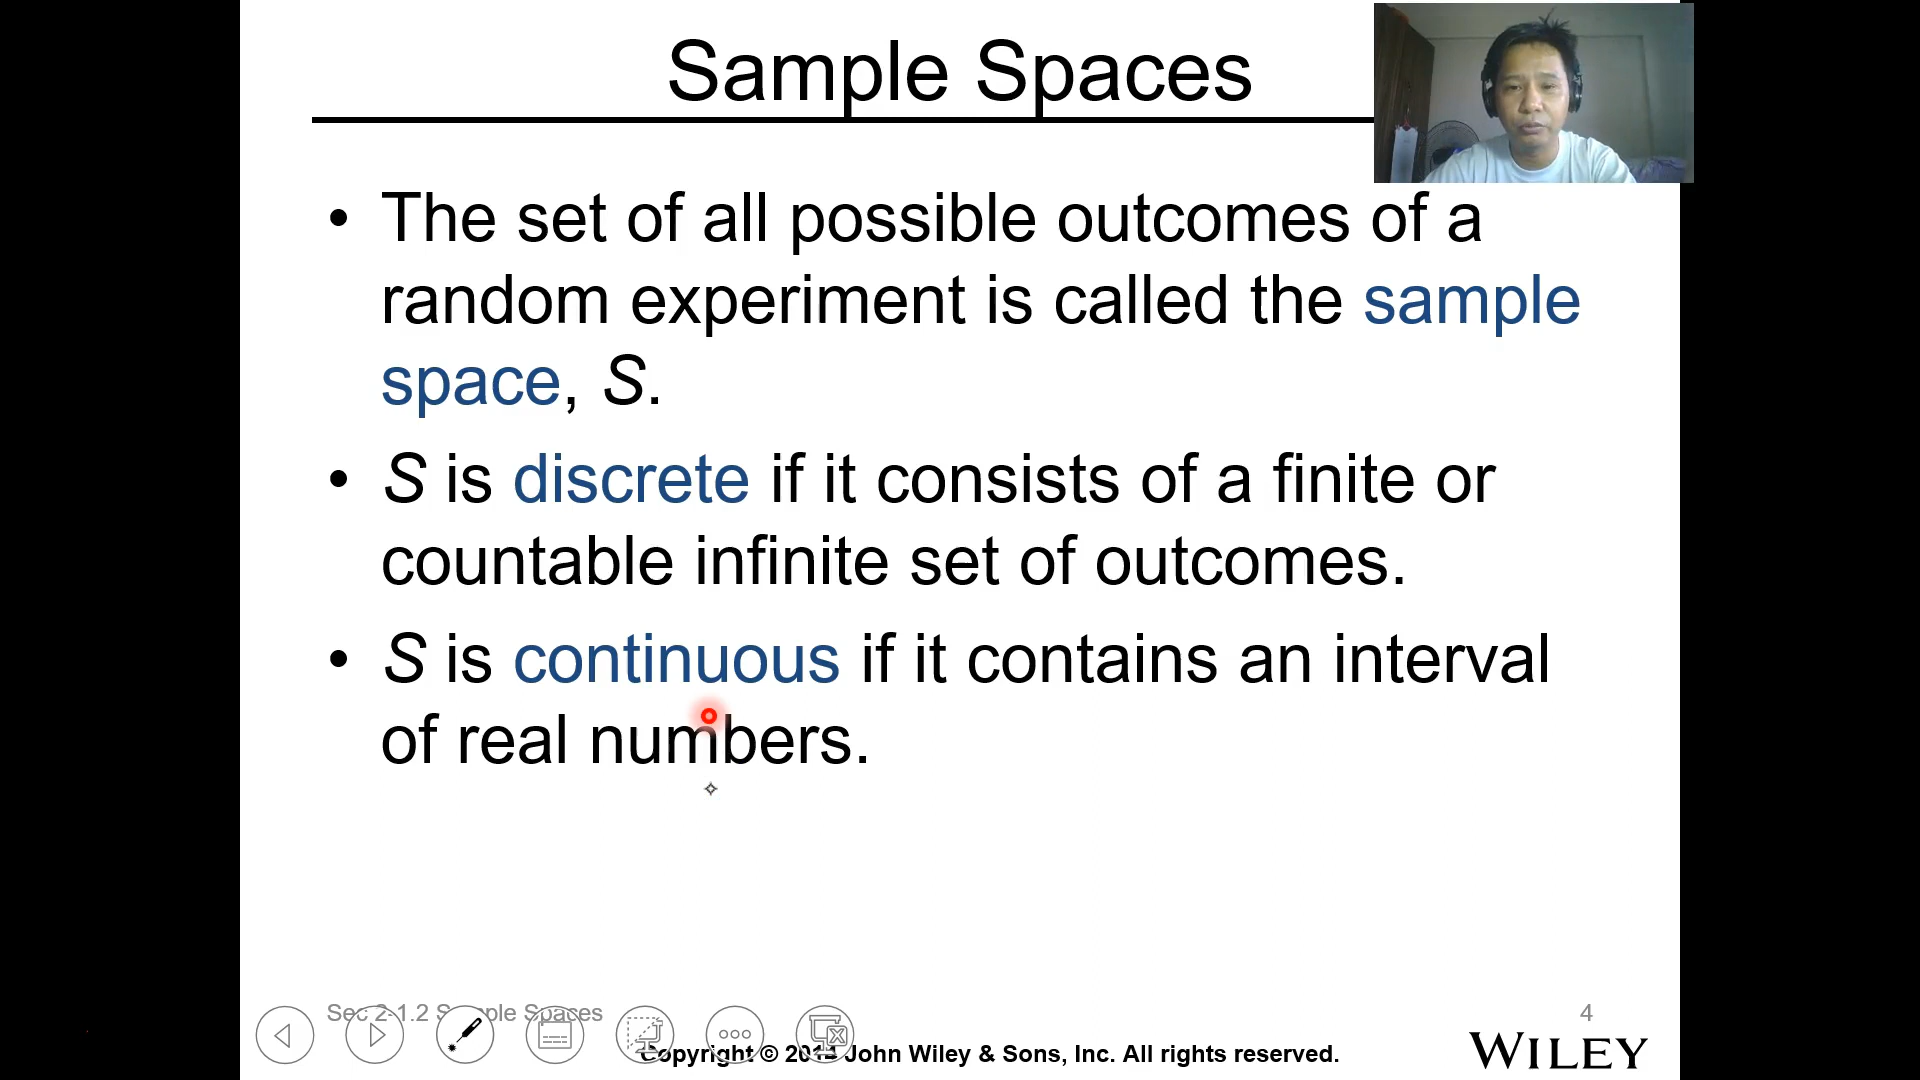 Sample Spaces
• The set of all possible outcomes of a
random experiment is called the sample
space, S.
• S is discrete if it consists of a finite or
countable infinite set of outcomes.
• S is continuous if it contains an interval
of real numbers.
Sec 2-1.2 Sample Spaces
4
Copyright © 2014 John Wiley & Sons, Inc. All rights reserved.
WILEY